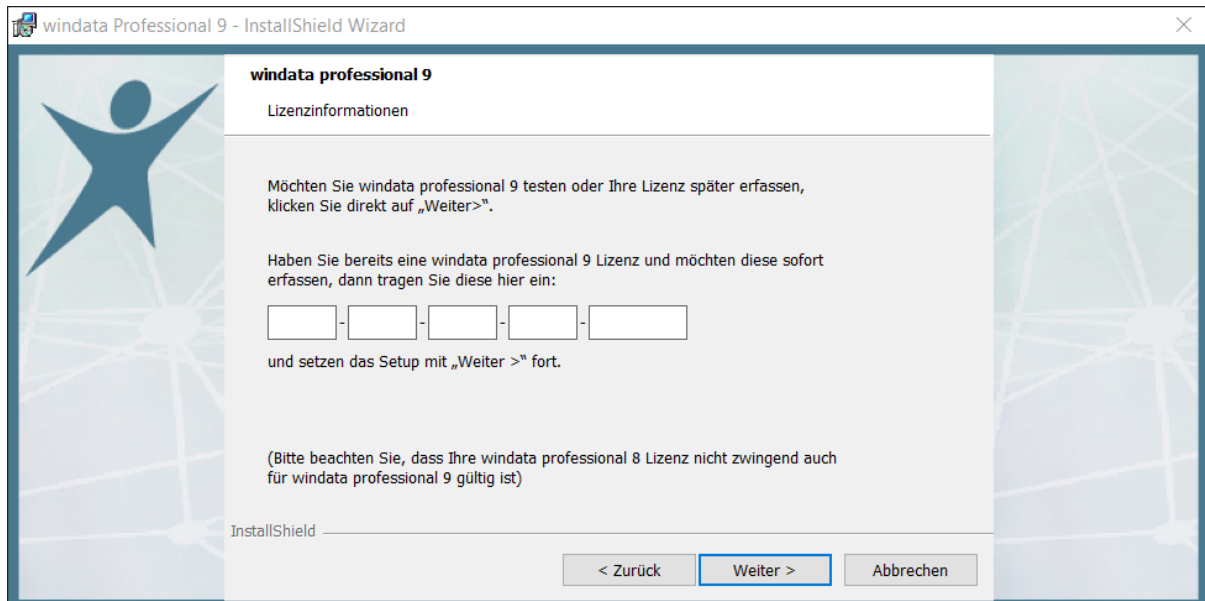 windata Professional 9 - InstallShield Wizard
windata professional 9
Lizenzinformationen
Möchten Sie windata professional 9 testen oder Ihre Lizenz später erfassen,
klicken Sie direkt auf „Weiter>“.
Haben Sie bereits eine windata professional 9 Lizenz und möchten diese sofort
erfassen, dann tragen Sie diese hier ein:
- - - -
und setzen das Setup mit „Weiter >“ fort.
(Bitte beachten Sie, dass Ihre windata professional 8 Lizenz nicht zwingend auch
für windata professional 9 gültig ist)
InstallShield
< Zurück Weiter > Abbrechen